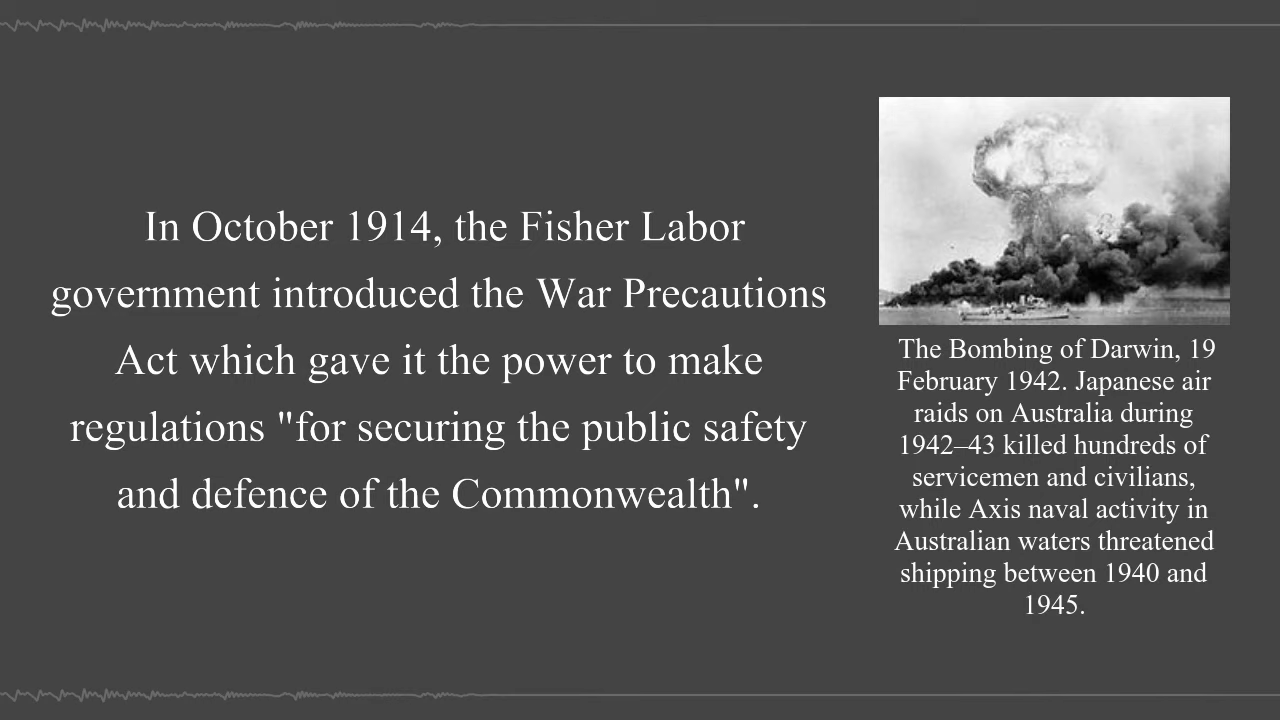 In October 1914, the Fisher Labor
government introduced the War Precautions
Act which gave it the power to make
regulations "for securing the public safety
and defence of the Commonwealth".
The Bombing of Darwin, 19
February 1942. Japanese air
raids on Australia during
1942–43 killed hundreds of
servicemen and civilians,
while Axis naval activity in
Australian waters threatened
shipping between 1940 and
1945.